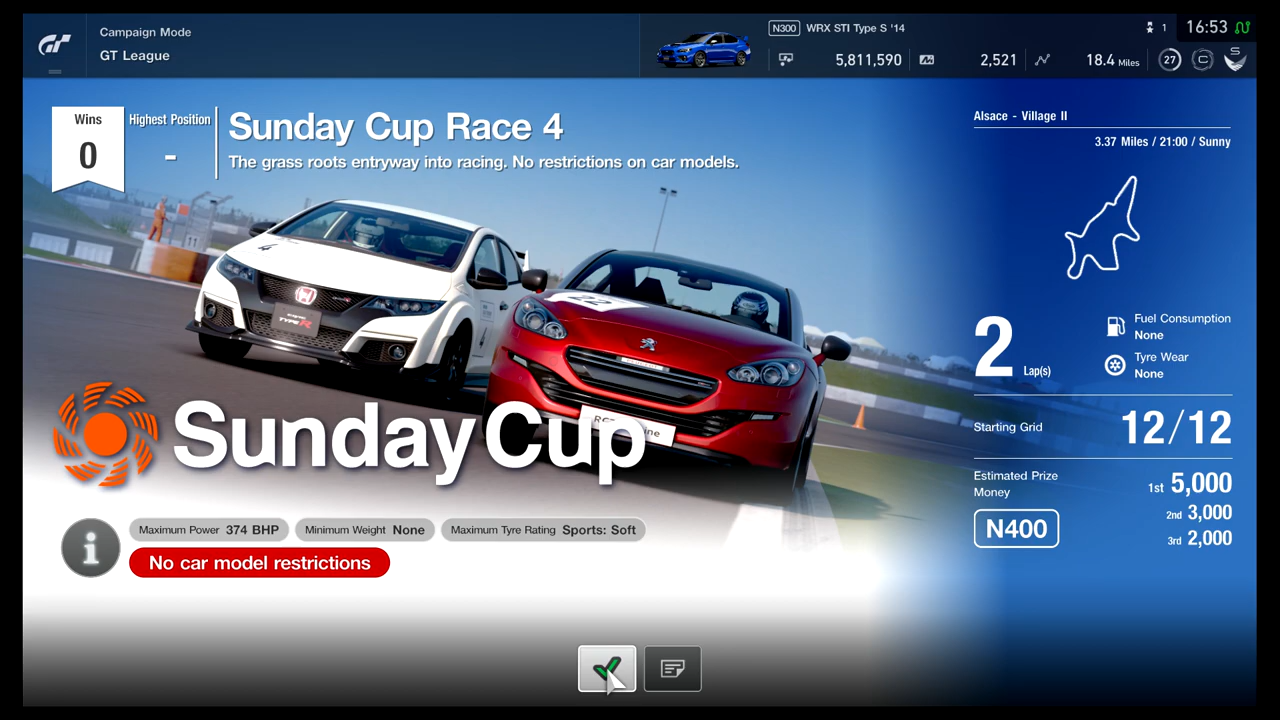 Campaign Mode
GT League
N300 WRX STI Type S '14
1 16:53
5,811,590 2,521 18.4 Miles 27 C S
Wins
0
Highest Position
-
Sunday Cup Race 4
The grass roots entryway into racing. No restrictions on car models.
Alsace - Village II
3.37 Miles / 21:00 / Sunny
4
TYPE R
22
Sunday Cup
2 Lap(s)
Fuel Consumption
None
Tyre Wear
None
Starting Grid 12/12
Estimated Prize
Money
N400
1st 5,000
2nd 3,000
3rd 2,000
Maximum Power 374 BHP Minimum Weight None Maximum Tyre Rating Sports: Soft
No car model restrictions